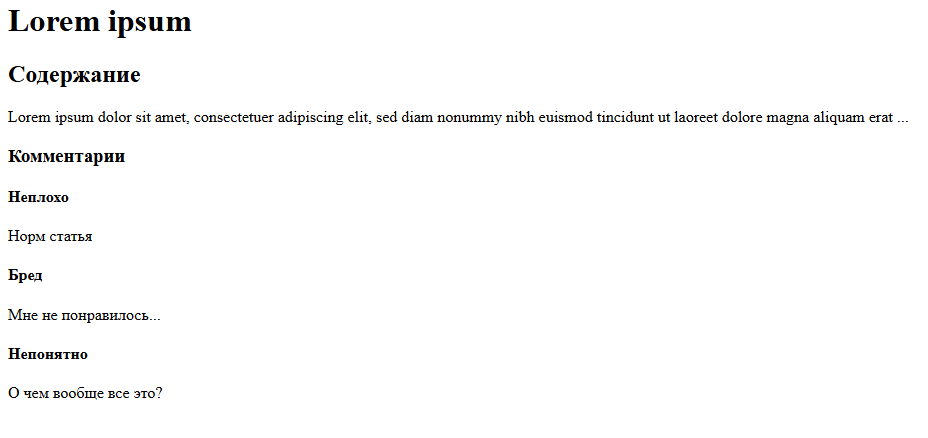 Lorem ipsum
Содержание
Lorem ipsum dolor sit amet, consectetuer adipiscing elit, sed diam nonummy nibh euismod tincidunt ut laoreet dolore magna aliquam erat ...
Комментарии
Неплохо
Норм статья
Бред
Мне не понравилось...
Непонятно
О чем вообще все это?